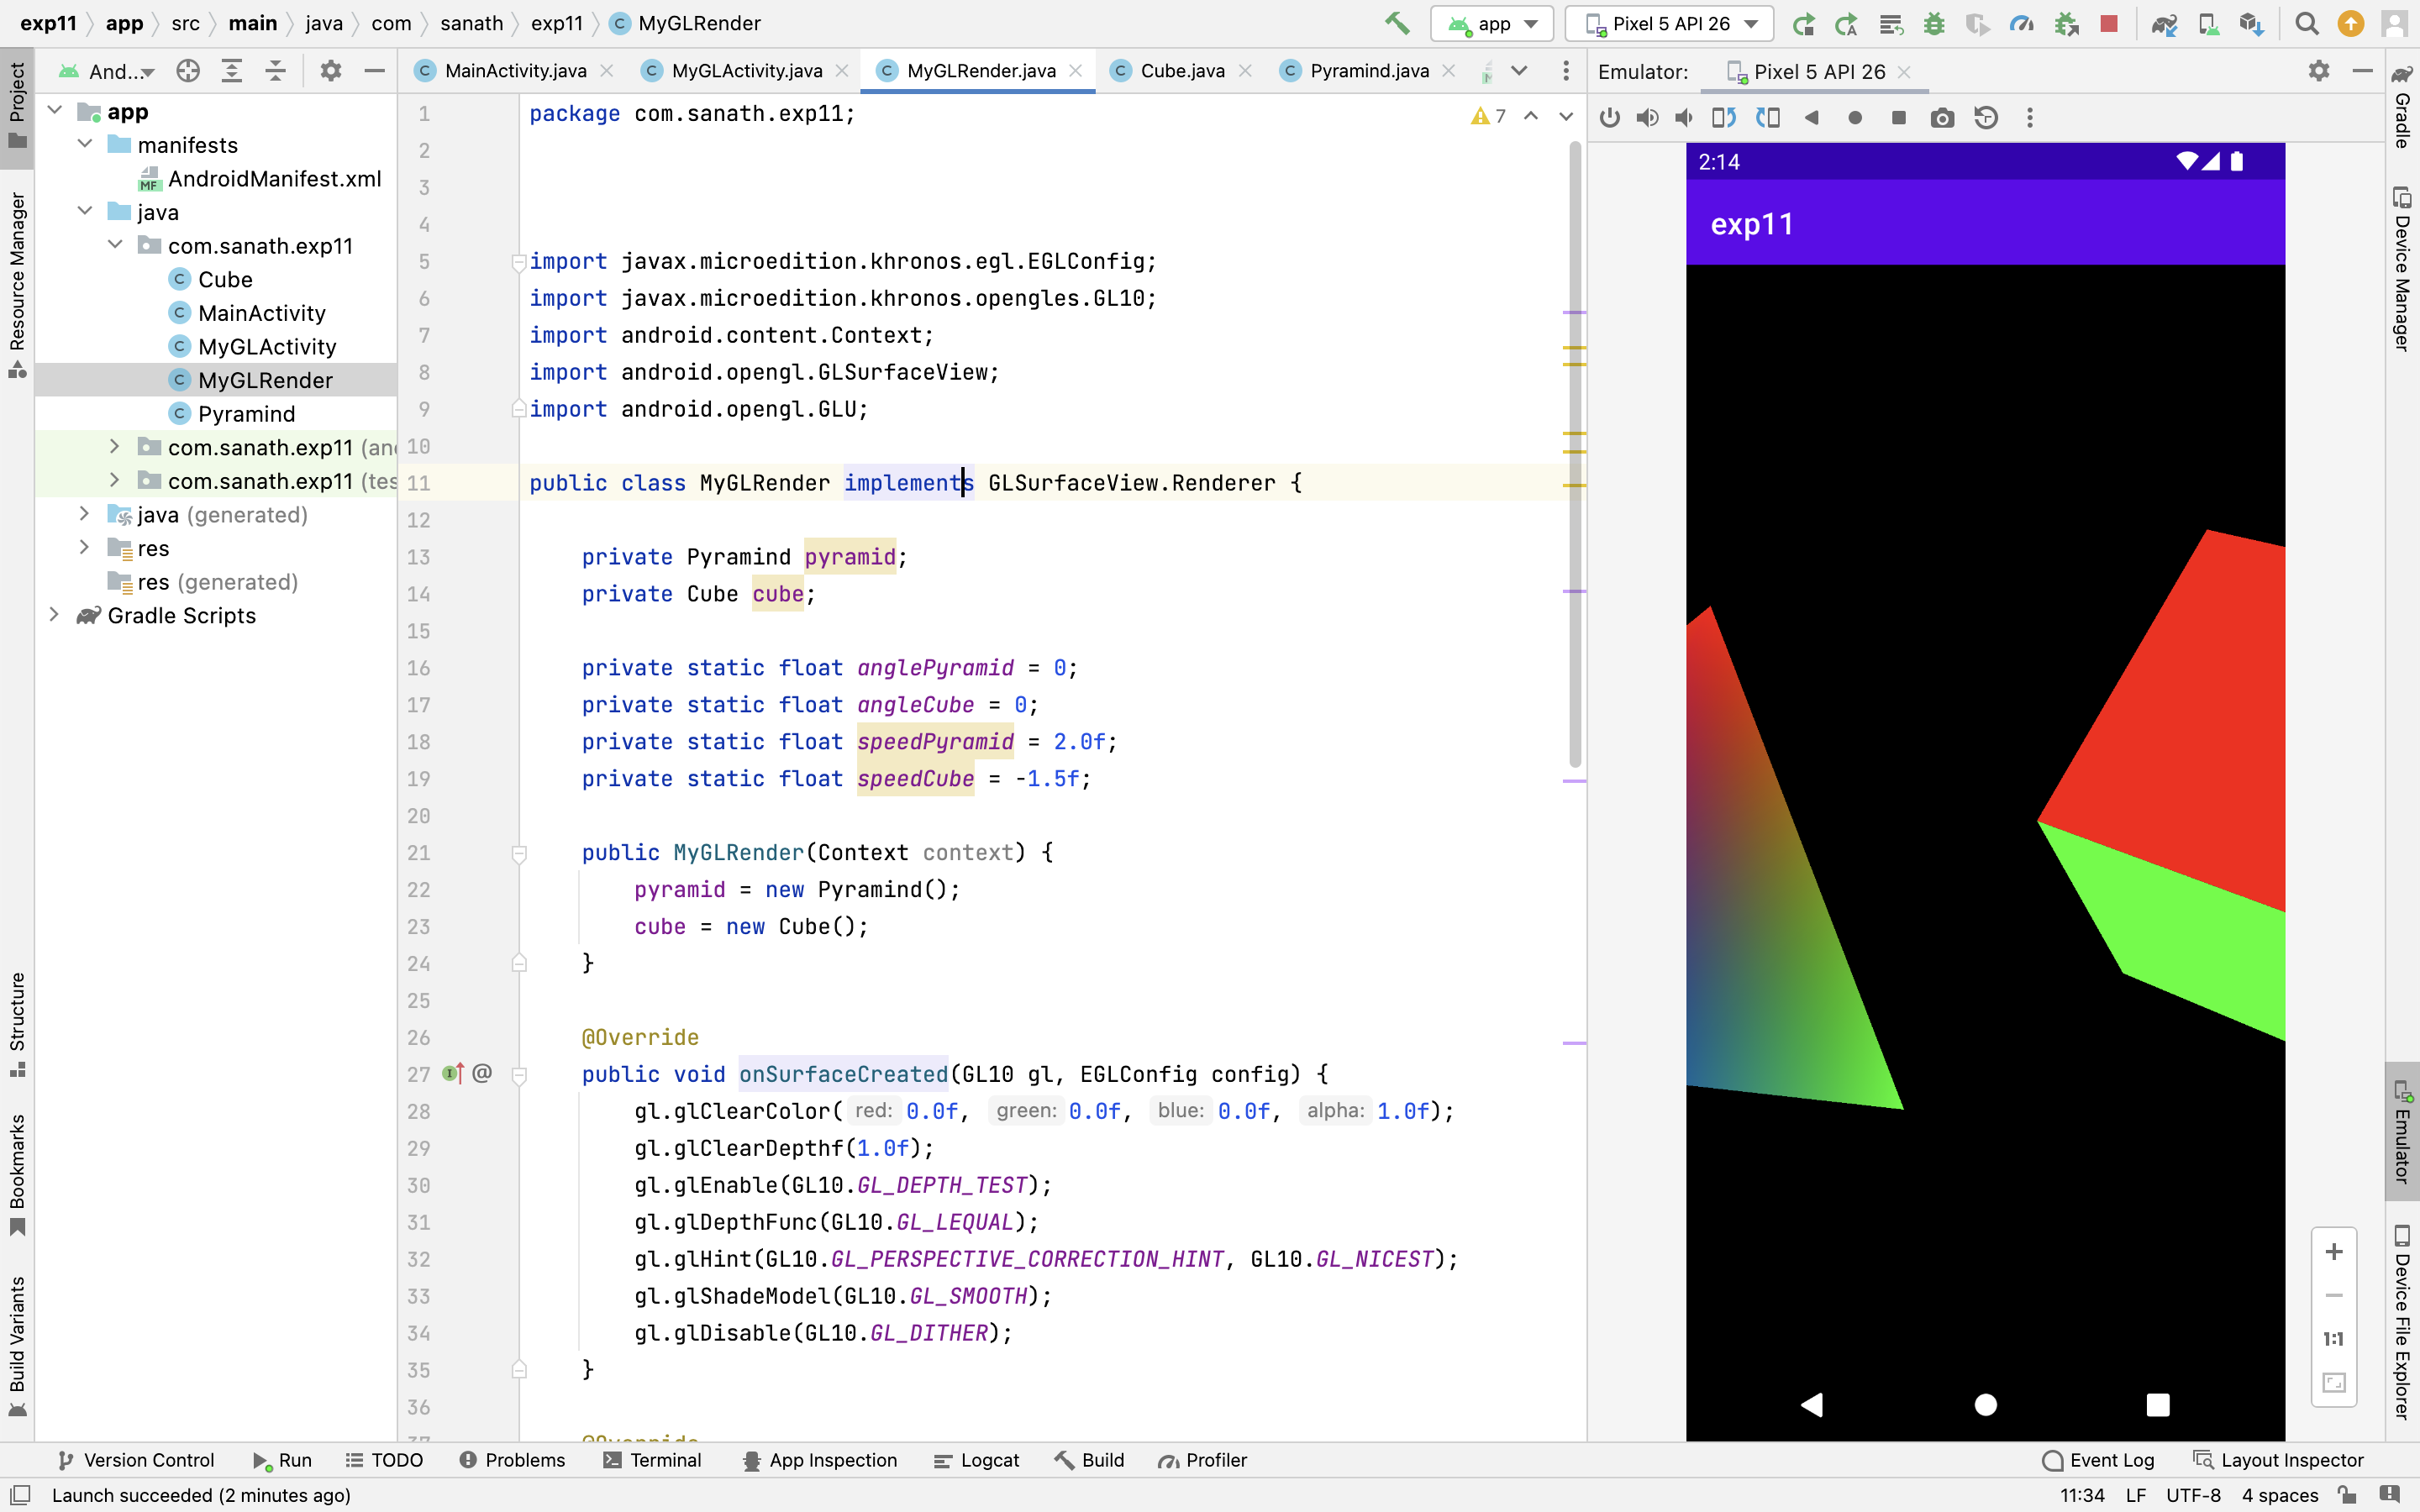 exp11 app src main java com sanath exp11 MyGLRender
app
Pixel 5 API 26
Project
And...
MainActivity.java
MyGLActivity.java
MyGLRender.java
Cube.java
Pyramind.java
Emulator:
Pixel 5 API 26
Gradle
Device Manager
Resource Manager
app
manifests
MF AndroidManifest.xml
java
com.sanath.exp11
C Cube
C MainActivity
C MyGLActivity
C MyGLRender
C Pyramind
com.sanath.exp11 (an
com.sanath.exp11 (tes
java (generated)
res
res (generated)
Gradle Scripts
7
1 package com.sanath.exp11;
2
3
4
5 import javax.microedition.khronos.egl.EGLConfig;
6 import javax.microedition.khronos.opengles.GL10;
7 import android.content.Context;
8 import android.opengl.GLSurfaceView;
9 import android.opengl.GLU;
10
11 public class MyGLRender implements GLSurfaceView.Renderer {
12
13 private Pyramind pyramid;
14 private Cube cube;
15
16 private static float anglePyramid = 0;
17 private static float angleCube = 0;
18 private static float speedPyramid = 2.0f;
19 private static float speedCube = -1.5f;
20
21 public MyGLRender(Context context) {
22 pyramid = new Pyramind();
23 cube = new Cube();
24 }
25
26 @Override
27 public void onSurfaceCreated(GL10 gl, EGLConfig config) {
28 gl.glClearColor( red: 0.0f, green: 0.0f, blue: 0.0f, alpha: 1.0f);
29 gl.glClearDepthf(1.0f);
30 gl.glEnable(GL10.GL_DEPTH_TEST);
31 gl.glDepthFunc(GL10.GL_LEQUAL);
32 gl.glHint(GL10.GL_PERSPECTIVE_CORRECTION_HINT, GL10.GL_NICEST);
33 gl.glShadeModel(GL10.GL_SMOOTH);
34 gl.glDisable(GL10.GL_DITHER);
35 }
36
2:14
exp11
1:1
Structure
Bookmarks
Build Variants
Emulator
Device File Explorer
Version Control
Run
TODO
Problems
Terminal
App Inspection
Logcat
Build
Profiler
Event Log
Layout Inspector
Launch succeeded (2 minutes ago)
11:34 LF UTF-8 4 spaces